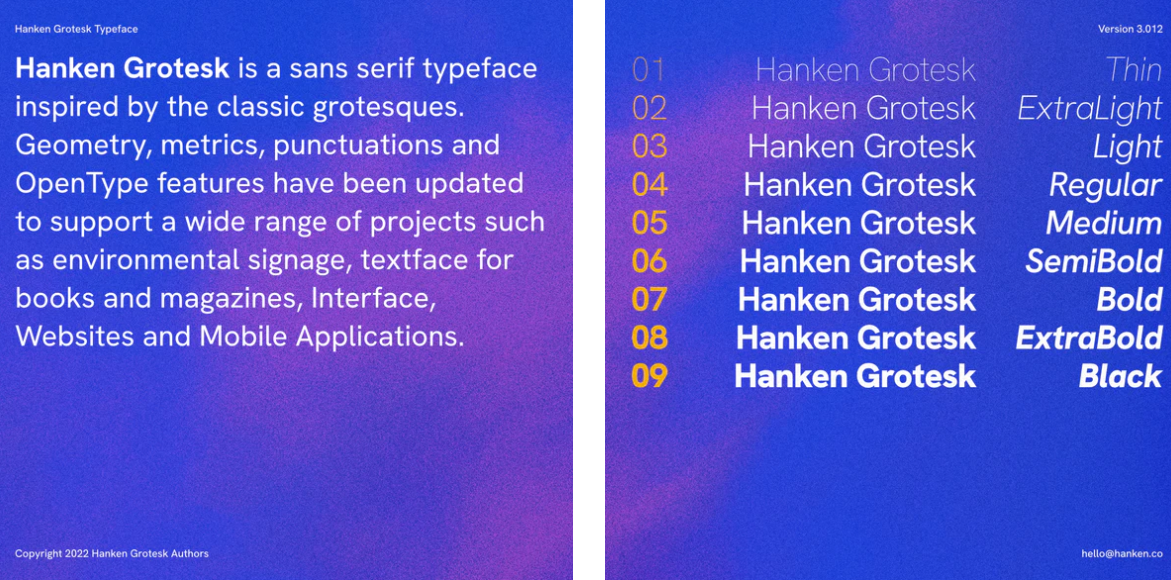 Hanken Grotesk Typeface
Hanken Grotesk is a sans serif typeface
inspired by the classic grotesques.
Geometry, metrics, punctuations and
OpenType features have been updated
to support a wide range of projects such
as environmental signage, textface for
books and magazines, Interface,
Websites and Mobile Applications.
Copyright 2022 Hanken Grotesk Authors
Version 3.012
01 Hanken Grotesk Thin
02 Hanken Grotesk ExtraLight
03 Hanken Grotesk Light
04 Hanken Grotesk Regular
05 Hanken Grotesk Medium
06 Hanken Grotesk SemiBold
07 Hanken Grotesk Bold
08 Hanken Grotesk ExtraBold
09 Hanken Grotesk Black
hello@hanken.co